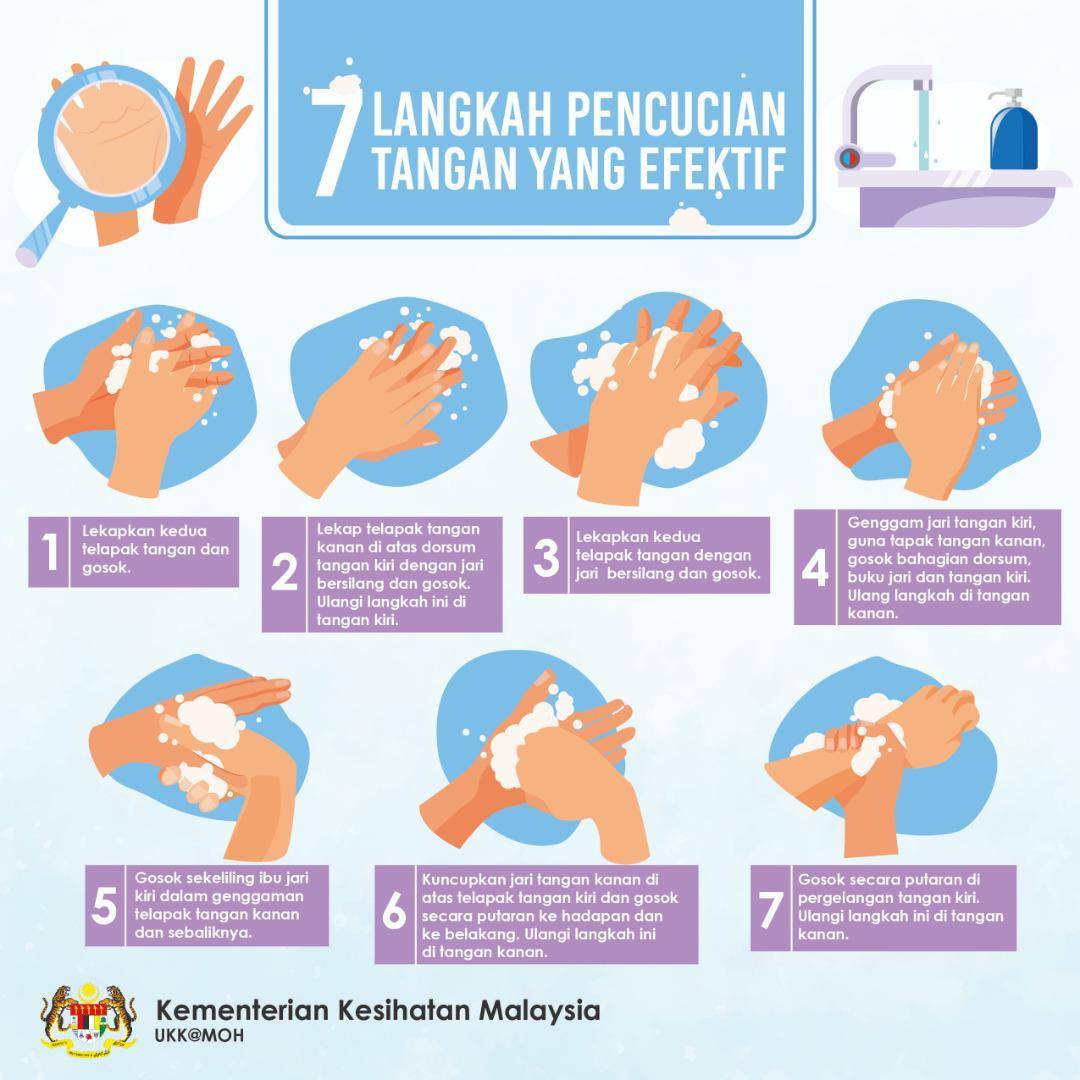 7 LANGKAH PENCUCIAN
TANGAN YANG EFEKTIF
1
Lekapkan kedua
telapak tangan dan
gosok.
2
Lekap telapak tangan
kanan di atas dorsum
tangan kiri dengan jari
bersilang dan gosok.
Ulangi langkah ini di
tangan kiri.
3
Lekapkan kedua
telapak tangan dengan
jari bersilang dan gosok.
4
Genggam jari tangan kiri,
guna tapak tangan kanan,
gosok bahagian dorsum,
buku jari dan tangan kiri.
Ulang langkah di tangan
kanan.
5
Gosok sekeliling ibu jari
kiri dalam genggaman
telapak tangan kanan
dan sebaliknya.
6
Kuncupkan jari tangan kanan di
atas telapak tangan kiri dan gosok
secara putaran ke hadapan dan
ke belakang. Ulangi langkah ini
di tangan kanan.
7
Gosok secara putaran di
pergelangan tangan kiri.
Ulangi langkah ini di tangan
kanan.
Kementerian Kesihatan Malaysia
UKK@MOH